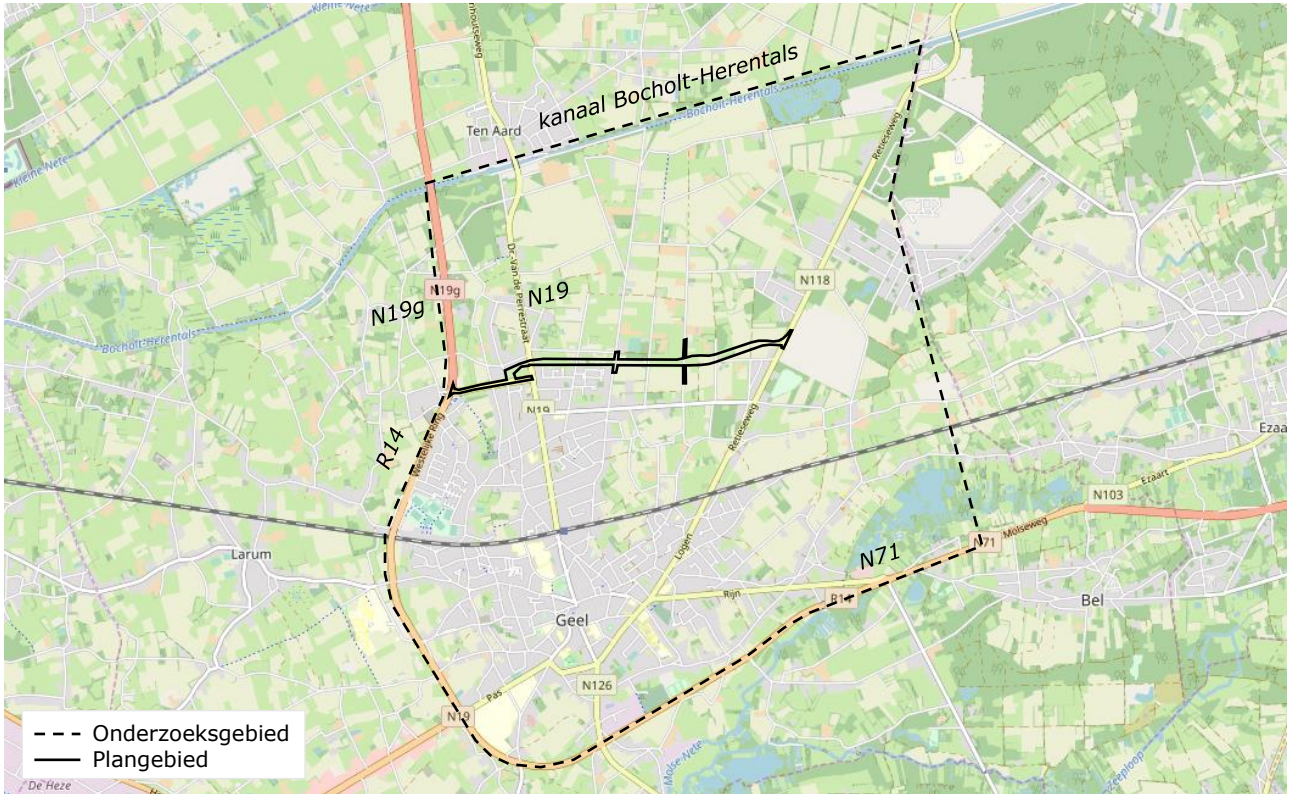 kanaal Bocholt-Herentals
Bocholt-Herentals
Ten Aard
Kleine Nete
Retieseweg
N19g
N19g
N19
Dr.-Van de Perrestraat
N118
Bocholt-Herentals
N19
R14
Westelijke Ring
Retieseweg
Ezaart
N103
Molseweg
N71
N71
Larum
Logen
Rijn
R14
Bel
Geel
Pas
N126
N19
Molse Nete
Onderzoeksgebied
Plangebied
De Heze